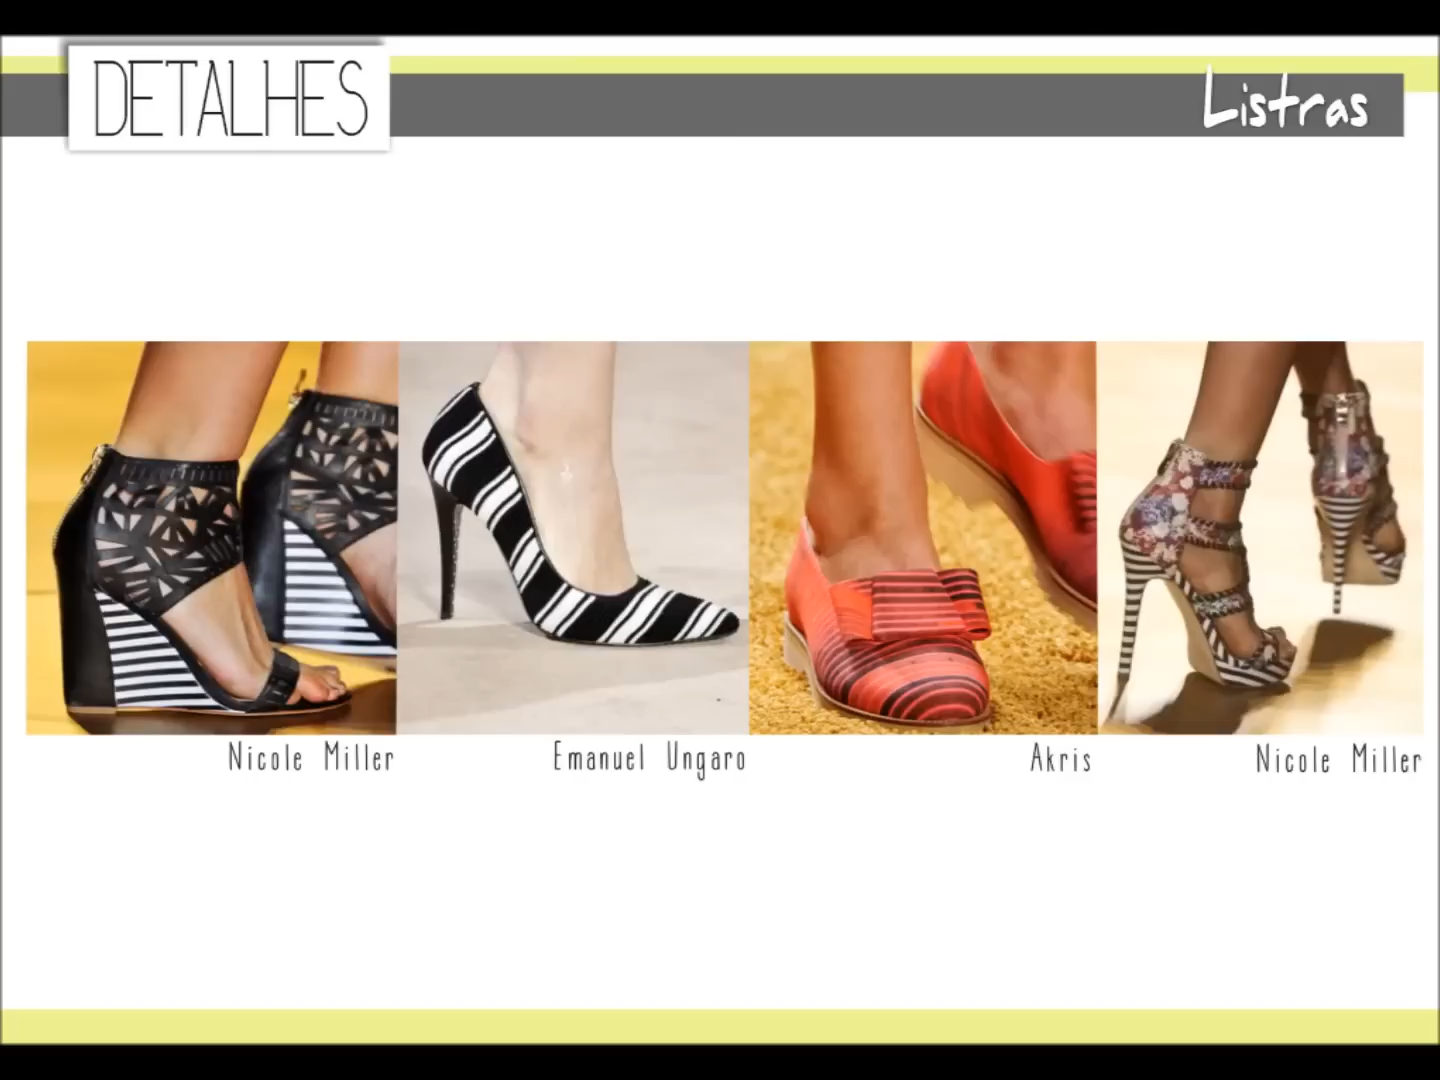 DETALHES
Listras
Nicole Miller
Emanuel Ungaro
Akris
Nicole Miller